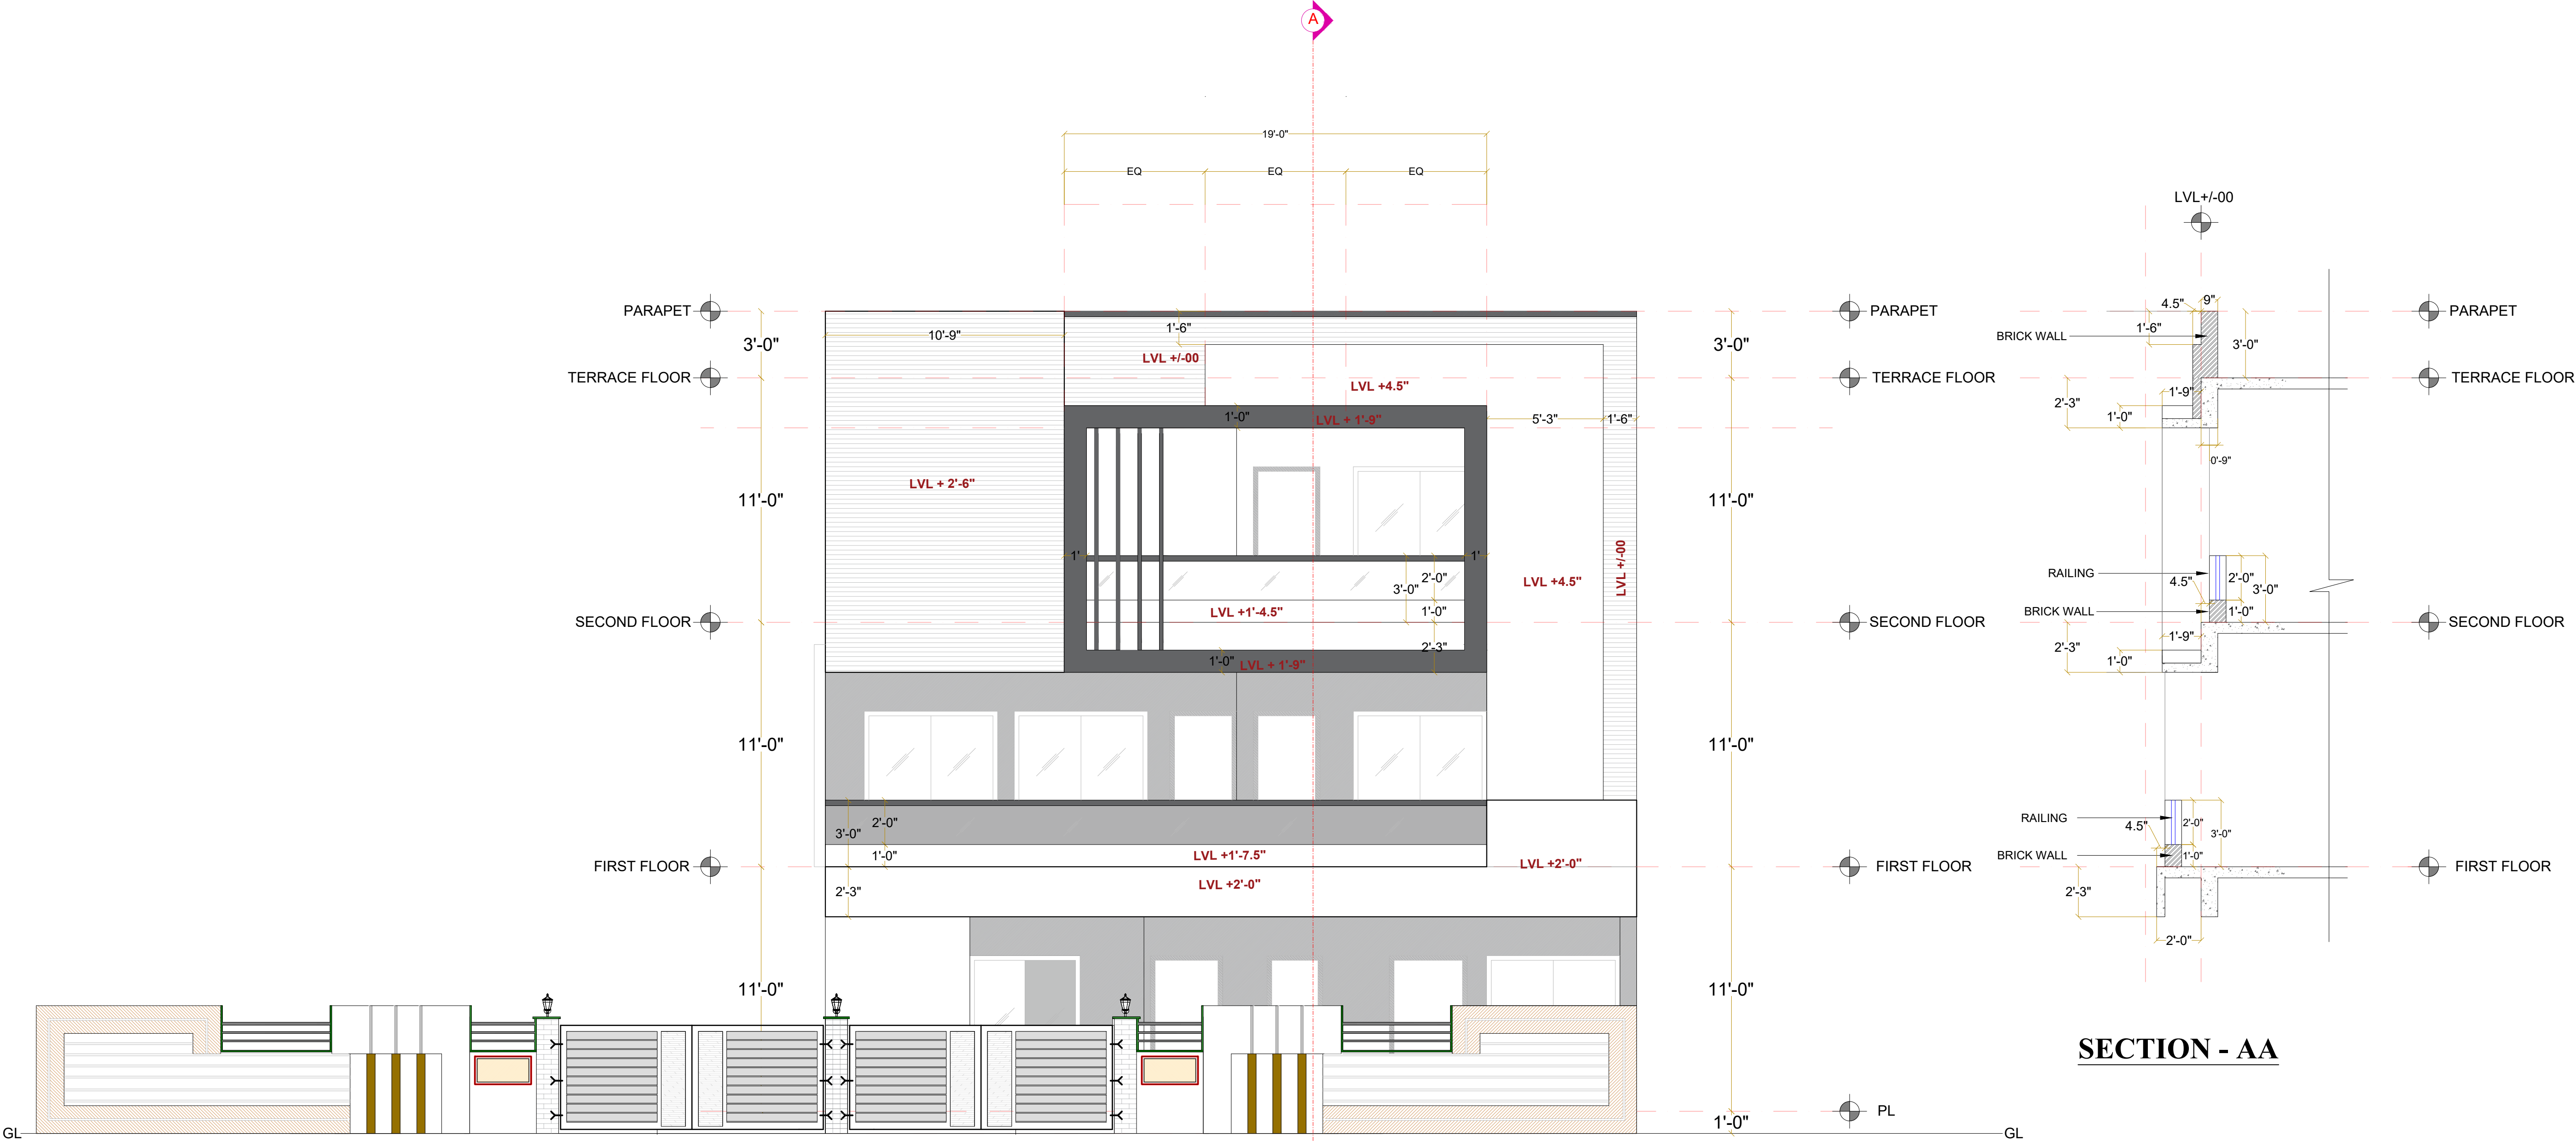 A
19'-0"
EQ EQ EQ
LVL+/-00
PARAPET
3'-0"
TERRACE FLOOR
11'-0"
SECOND FLOOR
11'-0"
FIRST FLOOR
11'-0"
GL
10'-9"
1'-6"
LVL +/-00
LVL +4.5"
1'-0"
LVL + 1'-9"
5'-3"
1'-6"
LVL + 2'-6"
1'
1'
2'-0"
3'-0"
LVL +1'-4.5"
1'-0"
2'-3"
1'-0"
LVL + 1'-9"
LVL +4.5"
LVL +/-00
2'-0"
3'-0"
1'-0"
LVL +1'-7.5"
LVL +2'-0"
LVL +2'-0"
2'-3"
PARAPET
3'-0"
TERRACE FLOOR
11'-0"
SECOND FLOOR
11'-0"
FIRST FLOOR
11'-0"
PL
1'-0"
GL
4.5"
9"
1'-6"
BRICK WALL
3'-0"
1'-9"
2'-3"
1'-0"
0'-9"
RAILING
4.5"
2'-0"
3'-0"
BRICK WALL
1'-0"
1'-9"
2'-3"
1'-0"
RAILING
4.5"
2'-0"
3'-0"
BRICK WALL
1'-0"
2'-3"
2'-0"
PARAPET
TERRACE FLOOR
SECOND FLOOR
FIRST FLOOR
SECTION - AA